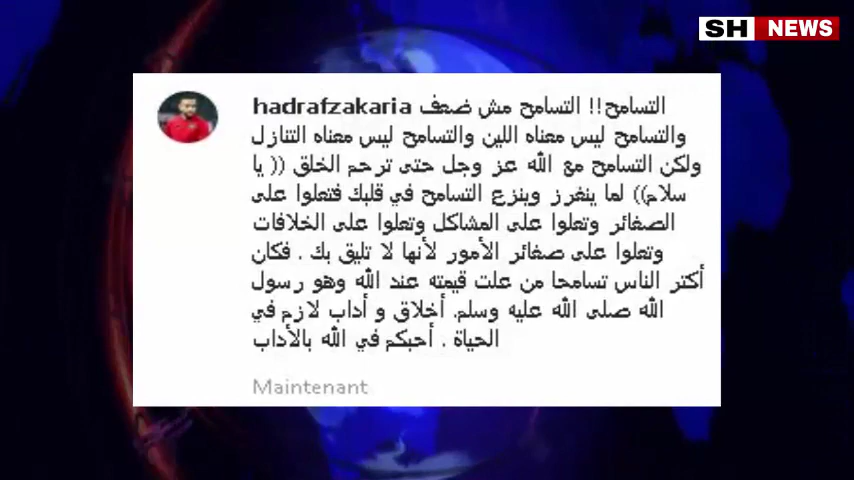 SH NEWS
hadrafzakaria التسامح!! التسامح مش ضعف
والتسامح ليس معناه اللين والتسامح ليس معناه التنازل
ولكن التسامح مع الله عز وجل حتى ترحم الخلق (( يا
سلام)) لما ينغرز وينزع التسامح في قلبك فتعلوا على
الصغائر وتعلوا على المشاكل وتعلوا على الخلافات
وتعلوا على صغائر الأمور لأنها لا تليق بك . فكان
أكتر الناس تسامحا من علت قيمته عند الله وهو رسول
الله صلى الله عليه وسلم. أخلاق و أداب لازم في
الحياة . أحبكم في الله بالأداب
Maintenant